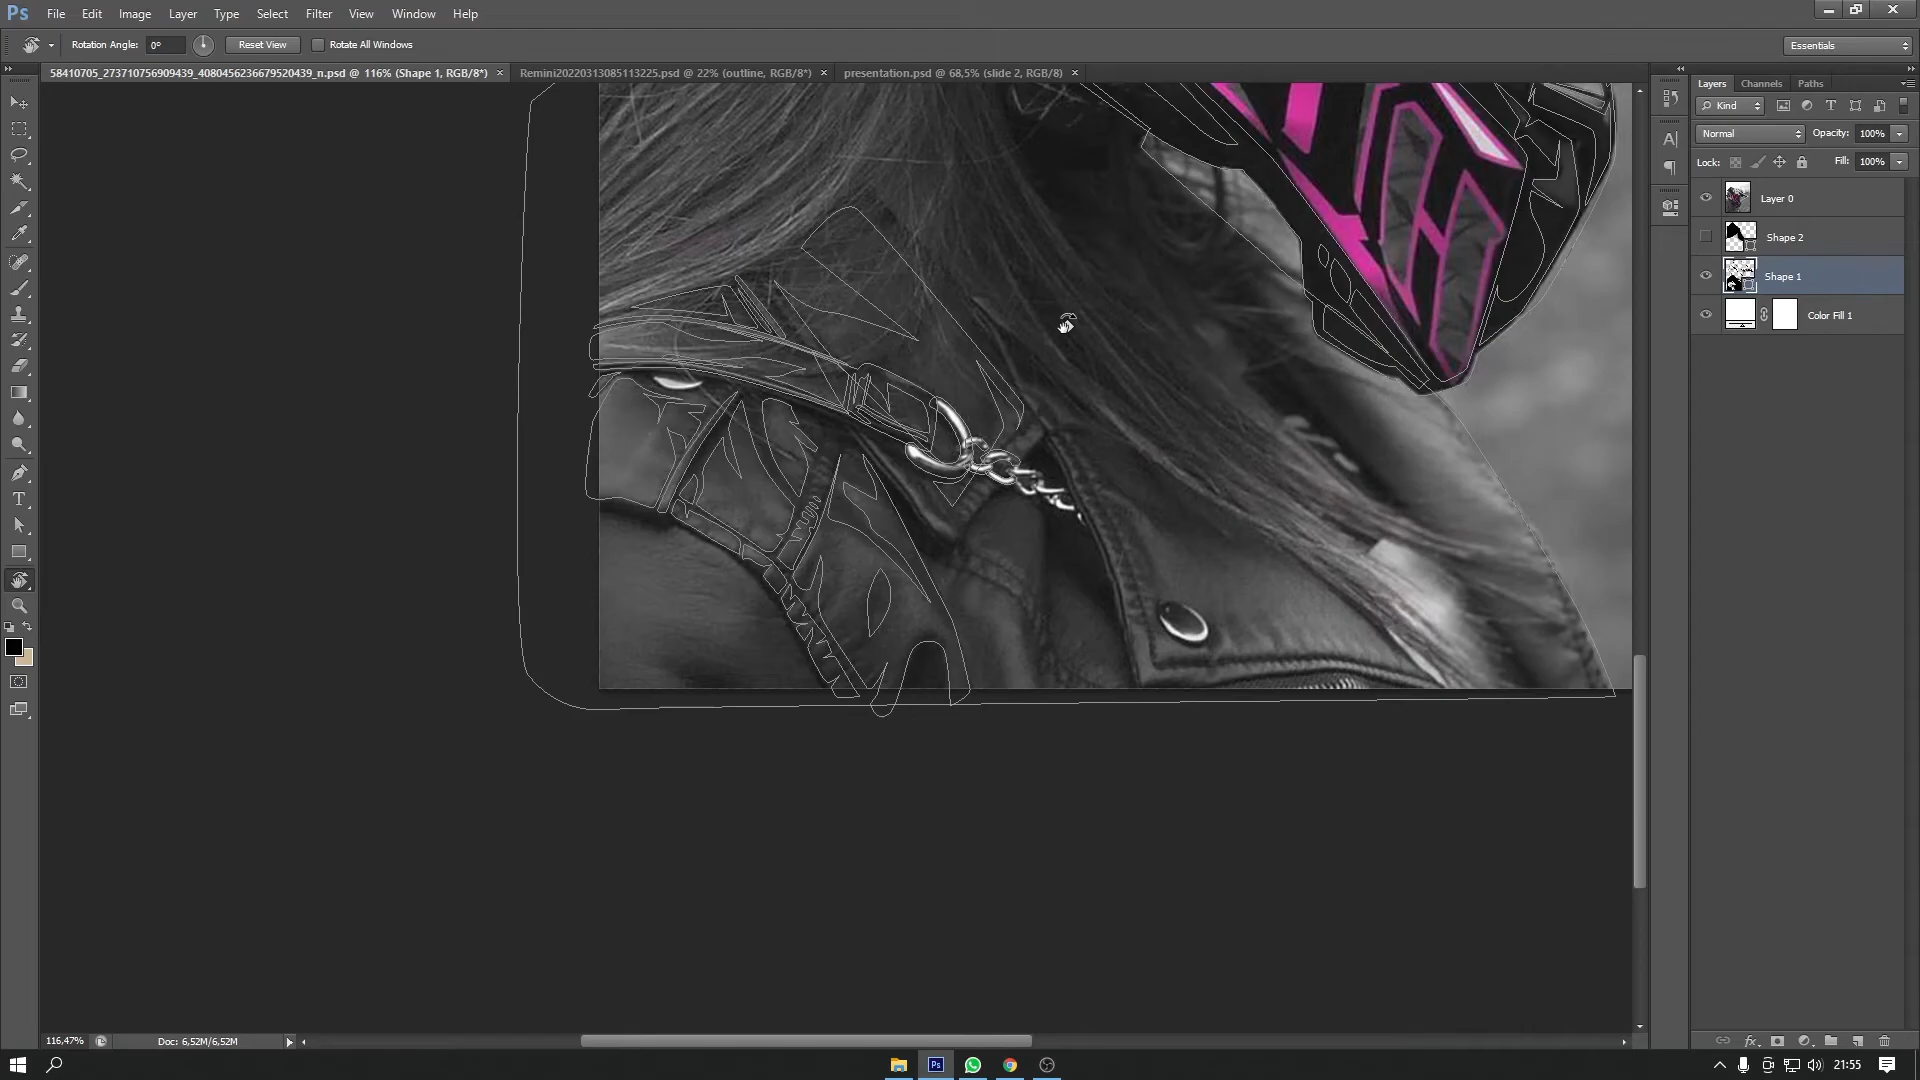 Ps File Edit Image Layer Type Select Filter View Window Help
Rotation Angle: 0° Reset View Rotate All Windows Essentials
58410705_273710756909439_4080456236679520439_n.psd @ 116% (Shape 1, RGB/8*) × Remini20220313085113225.psd @ 22% (outline, RGB/8*) × presentation.psd @ 68,5% (slide 2, RGB/8) ×
Layers Channels Paths
Kind
Normal Opacity: 100%
Lock: Fill: 100%
Layer 0
Shape 2
Shape 1
Color Fill 1
116,47% Doc: 6,52M/6,52M
Ps 21:55